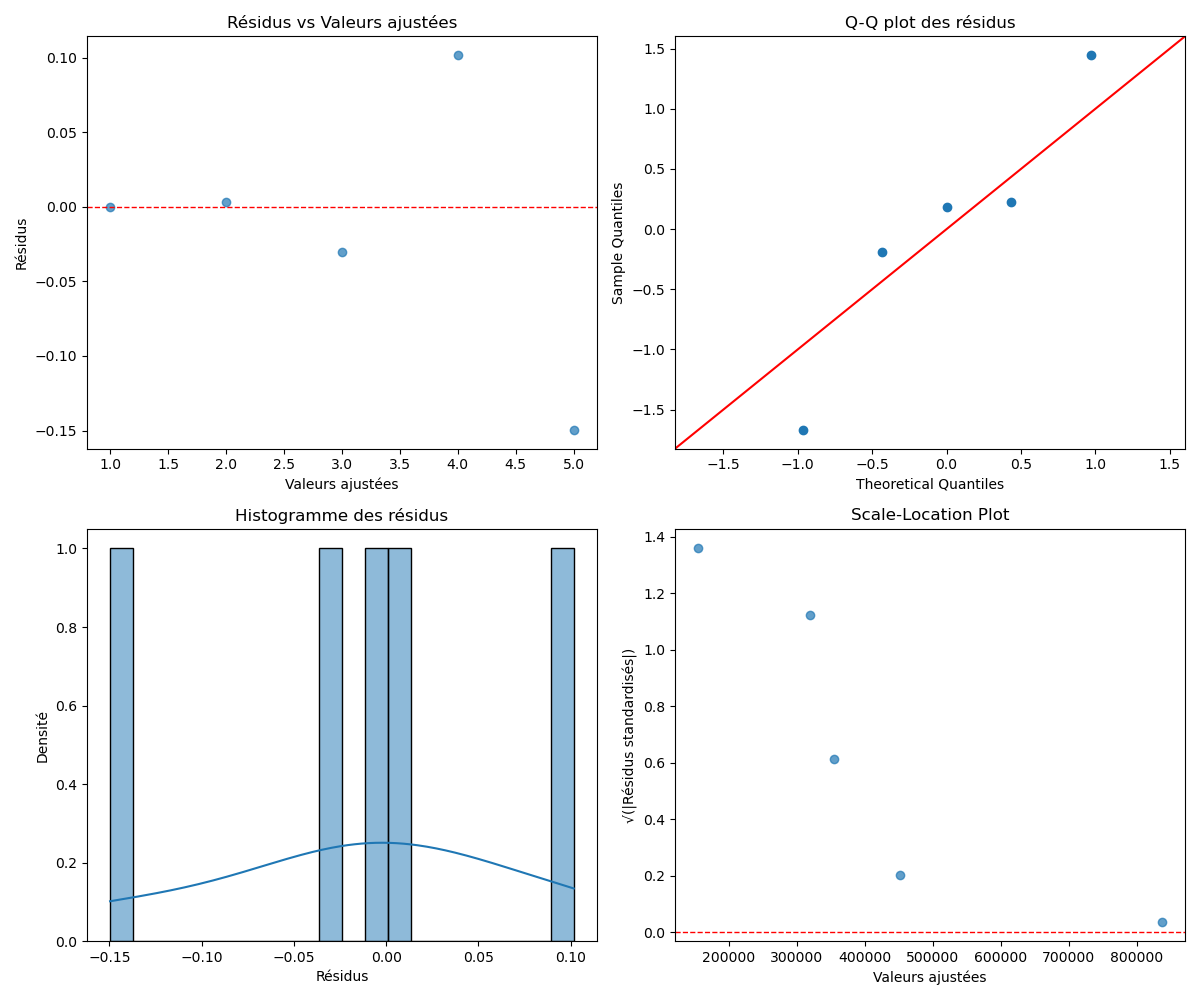 Résidus vs Valeurs ajustées
0.10
0.05
0.00
−0.05
−0.10
−0.15
Résidus
1.0 1.5 2.0 2.5 3.0 3.5 4.0 4.5 5.0
Valeurs ajustées
Q-Q plot des résidus
1.5
1.0
0.5
0.0
−0.5
−1.0
−1.5
Sample Quantiles
−1.5 −1.0 −0.5 0.0 0.5 1.0 1.5
Theoretical Quantiles
Histogramme des résidus
1.0
0.8
0.6
0.4
0.2
0.0
Densité
−0.15 −0.10 −0.05 0.00 0.05 0.10
Résidus
Scale-Location Plot
1.4
1.2
1.0
0.8
0.6
0.4
0.2
0.0
√(|Résidus standardisés|)
200000 300000 400000 500000 600000 700000 800000
Valeurs ajustées